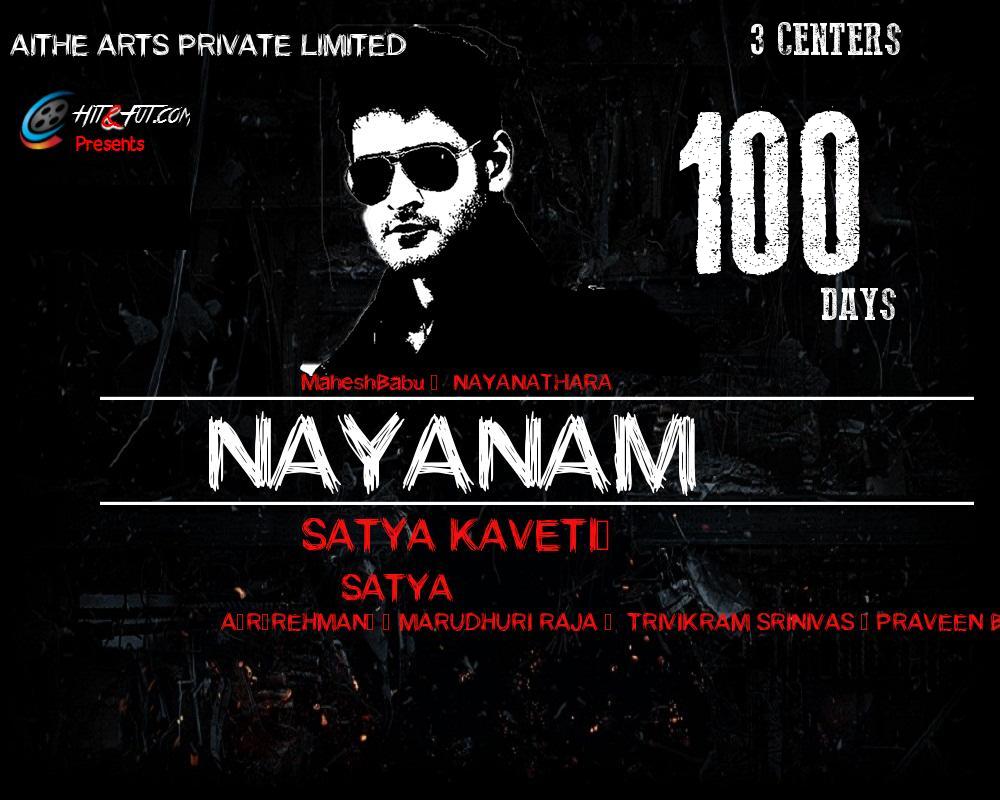 AITHE ARTS PRIVATE LIMITED
3 CENTERS
HIT&FUT.COM
Presents
100
DAYS
MaheshBabu NAYANATHARA
NAYANAM
SATYA KAVETI
SATYA
A R REHMAN MARUDHURI RAJA TRIVIKRAM SRINIVAS PRAVEEN